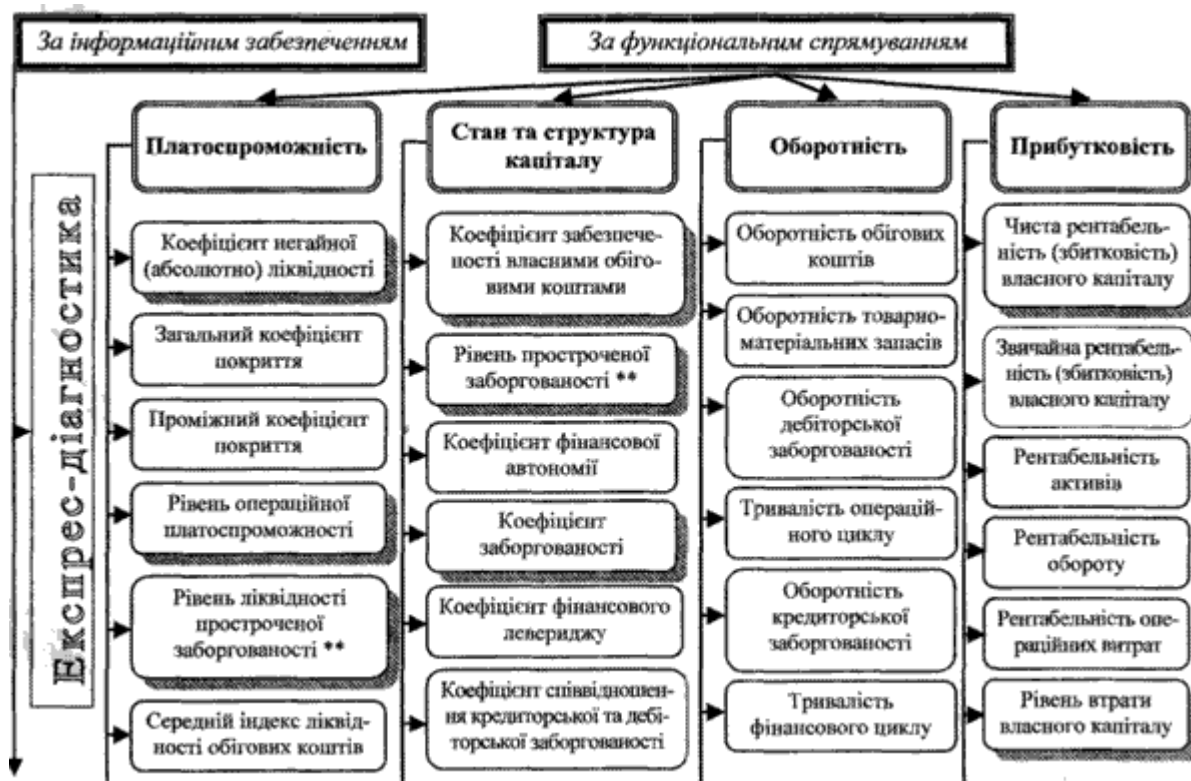 За інформаційним забезпеченням
За функціональним спрямуванням
Експрес-діагностика
Платоспроможність
Коефіцієнт негайної
(абсолютно) ліквідності
Загальний коефіцієнт
покриття
Проміжний коефіцієнт
покриття
Рівень операційної
платоспроможності
Рівень ліквідності
простроченої
заборгованості **
Середній індекс ліквід-
ності обігових коштів
Стан та структура
капіталу
Коефіцієнт забезпече-
ності власними обіго-
вими коштами
Рівень простроченої
заборгованості **
Коефіцієнт фінансової
автономії
Коефіцієнт
заборгованості
Коефіцієнт фінансового
левериджу
Коефіцієнт співвідношен-
ня кредиторської та дебі-
торської заборгованості
Оборотність
Оборотність обігових
коштів
Оборотність товарно-
матеріальних запасів
Оборотність
дебіторської
заборгованості
Тривалість операцій-
ного циклу
Оборотність
кредиторської
заборгованості
Тривалість
фінансового циклу
Прибутковість
Чиста рентабель-
ність (збитковість)
власного капіталу
Звичайна рентабель-
ність (збитковість)
власного капіталу
Рентабельність
активів
Рентабельність
обороту
Рентабельність опе-
раційних витрат
Рівень втрати
власного капіталу